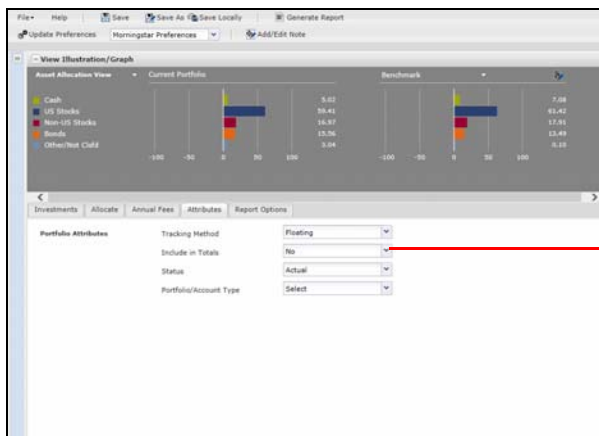 File Help Save Save As Save Locally Generate Report
Update Preferences Morningstar Preferences Add/Edit Note
View Illustration/Graph
Asset Allocation View Current Portfolio Benchmark
Cash 5.02 7.08
US Stocks 59.41 61.42
Non-US Stocks 16.97 17.91
Bonds 15.56 13.49
Other/Not Clsfd 3.04 0.10
-100 -50 0 50 100 -100 -50 0 50 100
Investments Allocate Annual Fees Attributes Report Options
Portfolio Attributes Tracking Method Floating
Include in Totals No
Status Actual
Portfolio/Account Type Select